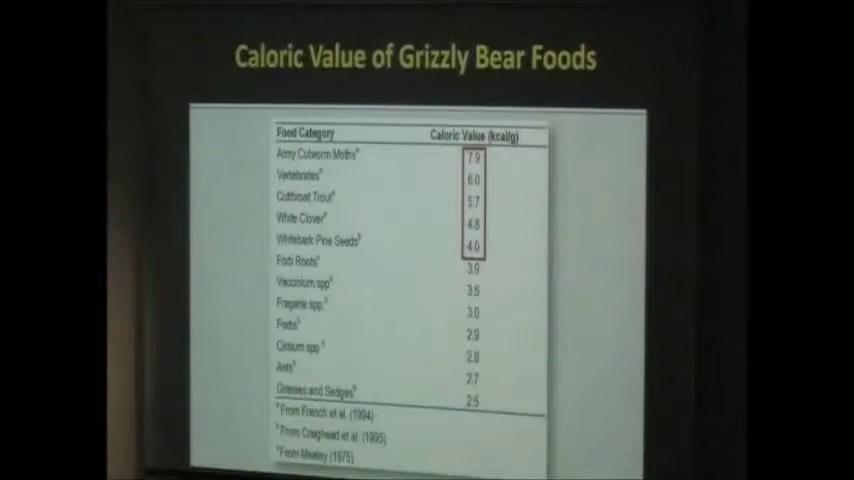 Caloric Value of Grizzly Bear Foods
Food Category Caloric Value (kcal/g)
Army Cutworm Moths 7.9
Vertebrates 6.0
Cutthroat Trout 5.7
White Clover 4.8
Whitebark Pine Seeds b 4.0
Forb Roots 3.9
Vaccinium spp 3.5
Fragaria spp. 3.0
Forbs 2.9
Cirsium spp 2.8
Ants 2.7
Grasses and Sedges b 2.5
a From French et al. (1994)
b From Craighead et al. (1995)
c From Mealey (1975)